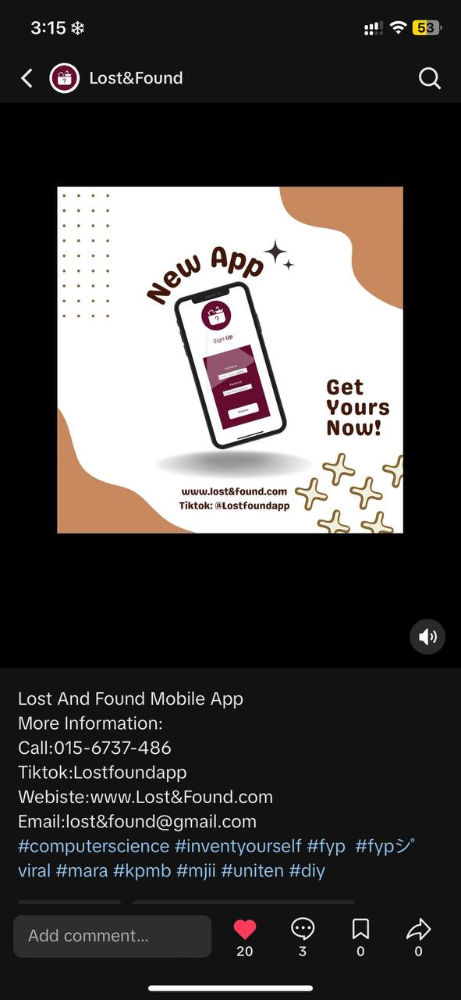 3:15
53
Lost&Found
New App
Sign Up
Get
Yours
Now!
www.lost&found.com
Tiktok: @Lostfoundapp
Lost And Found Mobile App
More Information:
Call:015-6737-486
Tiktok:Lostfoundapp
Webiste:www.Lost&Found.com
Email:lost&found@gmail.com
#computerscience #inventyourself #fyp #fypシ゚
viral #mara #kpmb #mjii #uniten #diy
Add comment...
20
3
0
0